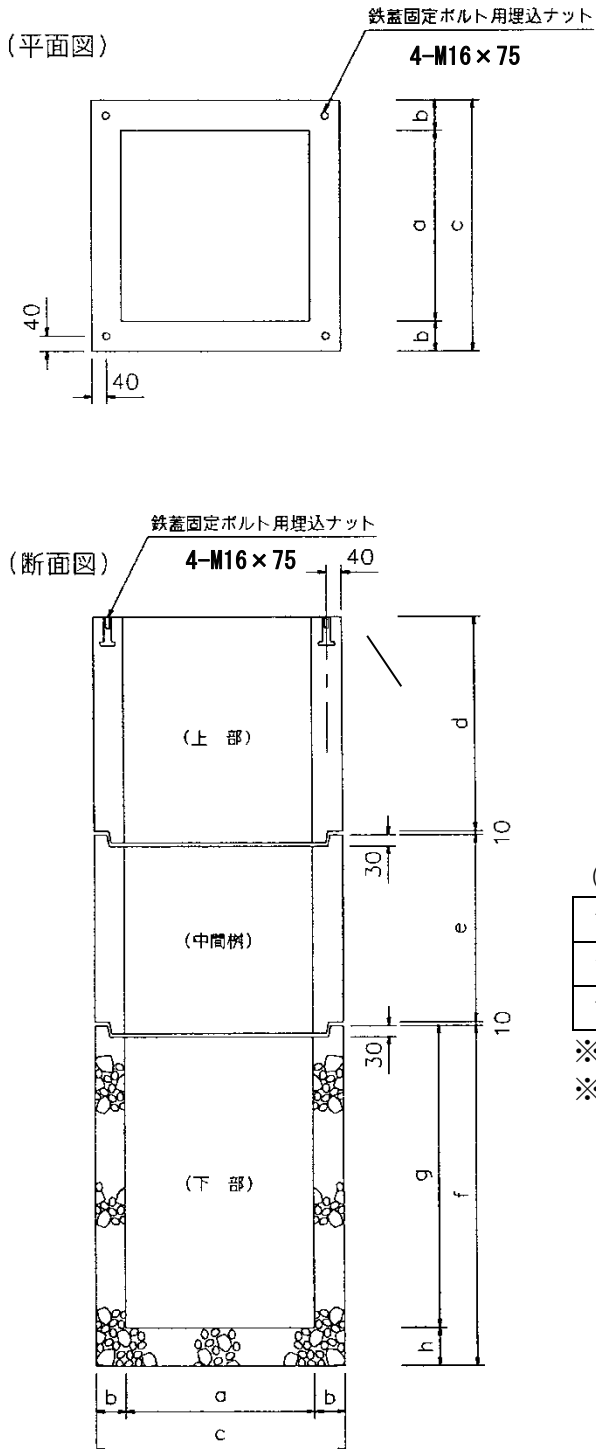 (平面図)
鉄蓋固定ボルト用埋込ナット
4-M16×75
b
a
c
b
40
40
(断面図)
鉄蓋固定ボルト用埋込ナット
4-M16×75
40
(上 部)
d
10
30
(中間桝)
e
10
30
(下 部)
g
f
h
b
a
b
c
(
※
※